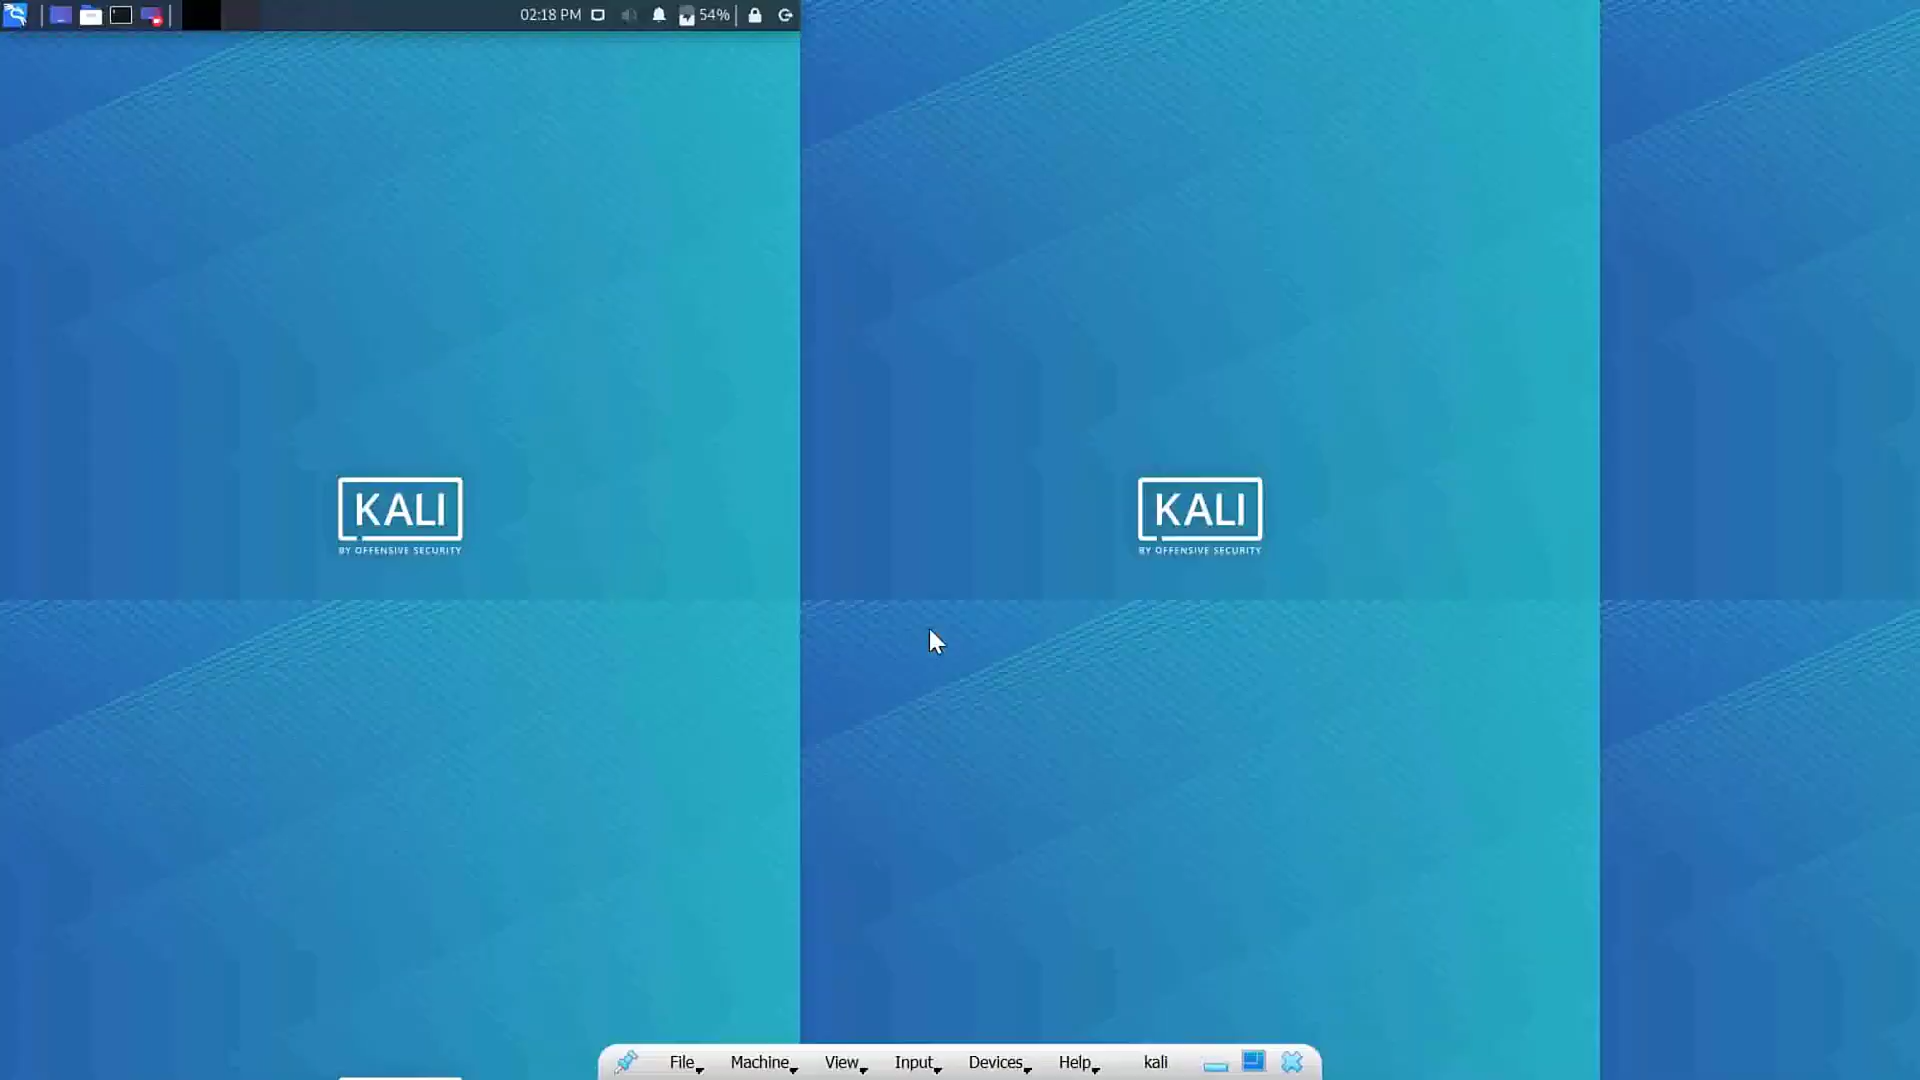 02:18 PM 54%
KALI
BY OFFENSIVE SECURITY
KALI
BY OFFENSIVE SECURITY
File Machine View Input Devices Help kali